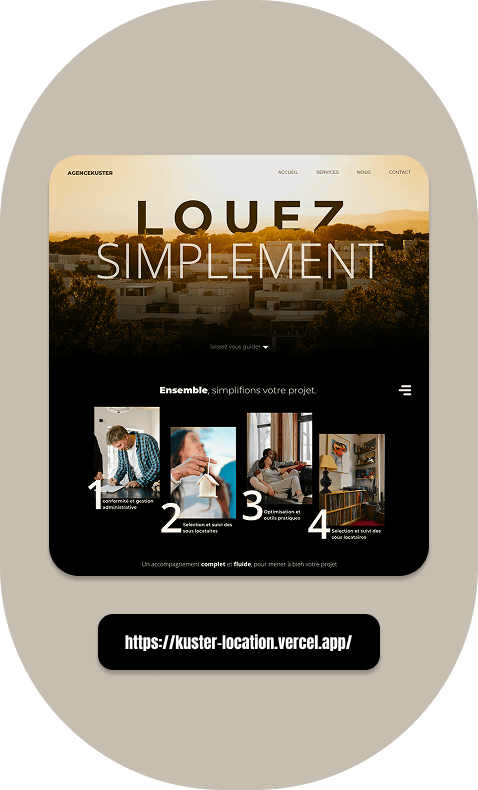 AGENCEKUSTER
ACCUEIL SERVICES NOUS CONTACT
LOUEZ
SIMPLEMENT
laissez vous guider
Ensemble, simplifions votre projet.
1
conformité et gestion
administrative
2
Selection et suivi des
sous locataires
3
Optimisation et
outils pratiques
4
Selection et suivi des
sous locataires
Un accompagnement complet et fluide, pour mener à bien votre projet
https://kuster-location.vercel.app/